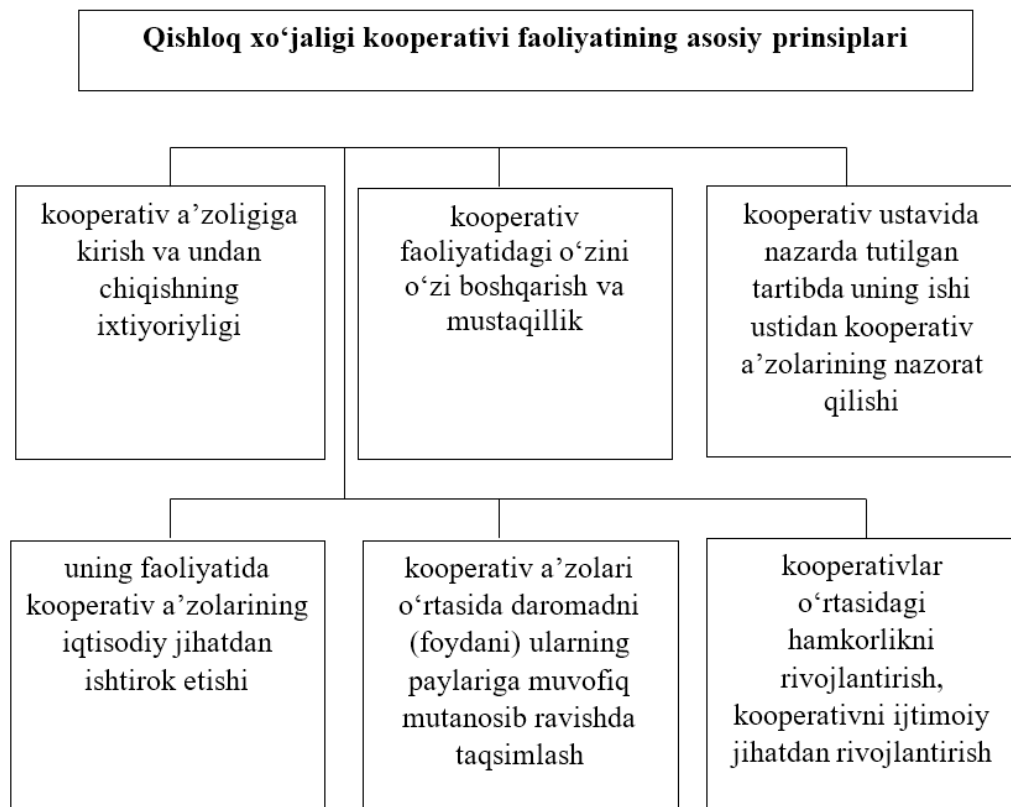 Qishloq xo‘jaligi kooperativi faoliyatining asosiy prinsiplari
kooperativ a’zoligiga
kirish va undan
chiqishning
ixtiyoriyligi
kooperativ
faoliyatidagi o‘zini
o‘zi boshqarish va
mustaqillik
kooperativ ustavida
nazarda tutilgan
tartibda uning ishi
ustidan kooperativ
a’zolarining nazorat
qilishi
uning faoliyatida
kooperativ a’zolarining
iqtisodiy jihatdan
ishtirok etishi
kooperativ a’zolari
o‘rtasida daromadni
(foydani) ularning
paylariga muvofiq
mutanosib ravishda
taqsimlash
kooperativlar
o‘rtasidagi
hamkorlikni
rivojlantirish,
kooperativni ijtimoiy
jihatdan rivojlantirish